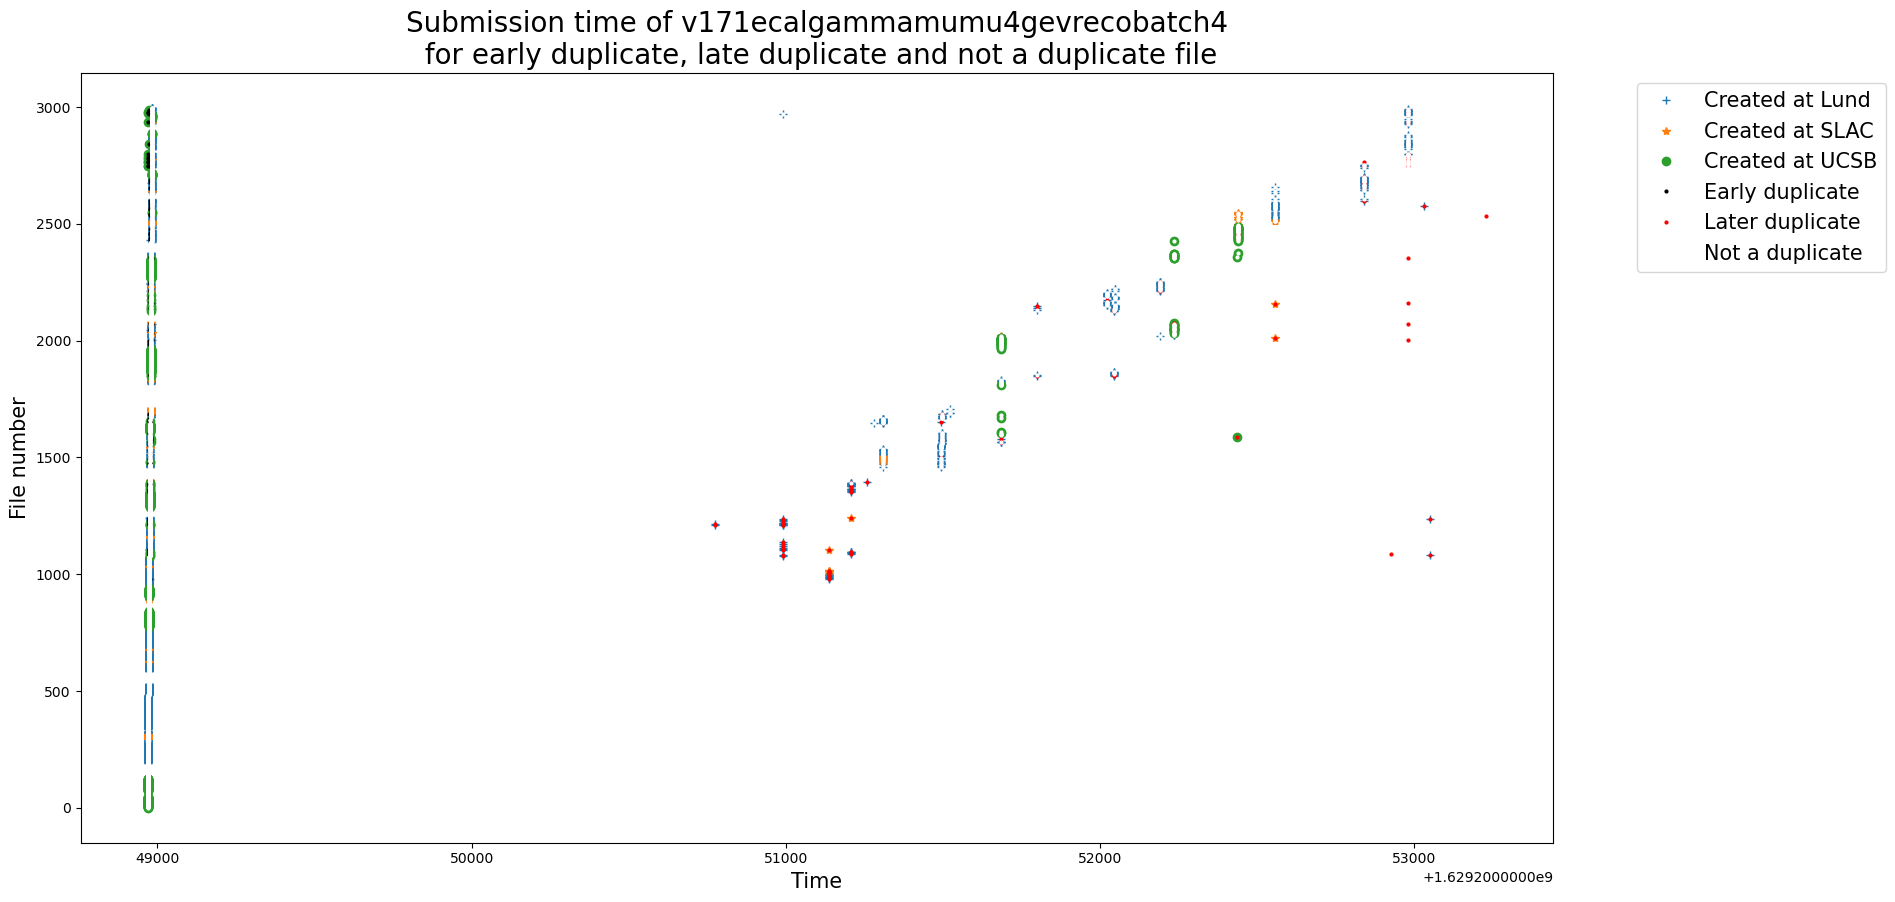 Submission time of v171ecalgammamumu4gevrecobatch4
for early duplicate, late duplicate and not a duplicate file
Created at Lund
Created at SLAC
Created at UCSB
Early duplicate
Later duplicate
Not a duplicate
File number
3000
2500
2000
1500
1000
500
0
49000
50000
51000
52000
53000
Time
+1.6292000000e9